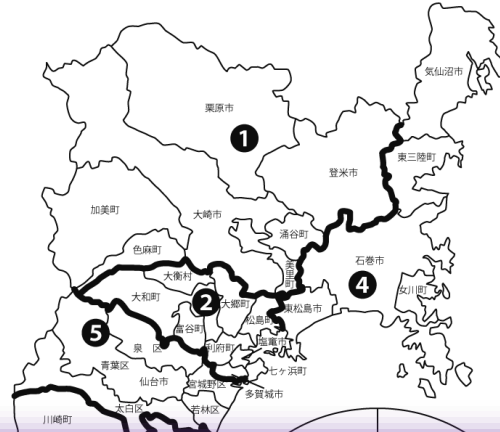 気仙沼市
栗原市
1
東三陸町
登米市
加美町
大崎市
涌谷町
色麻町
美里町
石巻市
大衡村
4
女川町
大和町
2
大郷町
東松島市
松島町
富谷町
5
塩竈市
泉 区
利府町
青葉区
七ヶ浜町
仙台市
宮城野区
多賀城市
太白区
若林区
川崎町